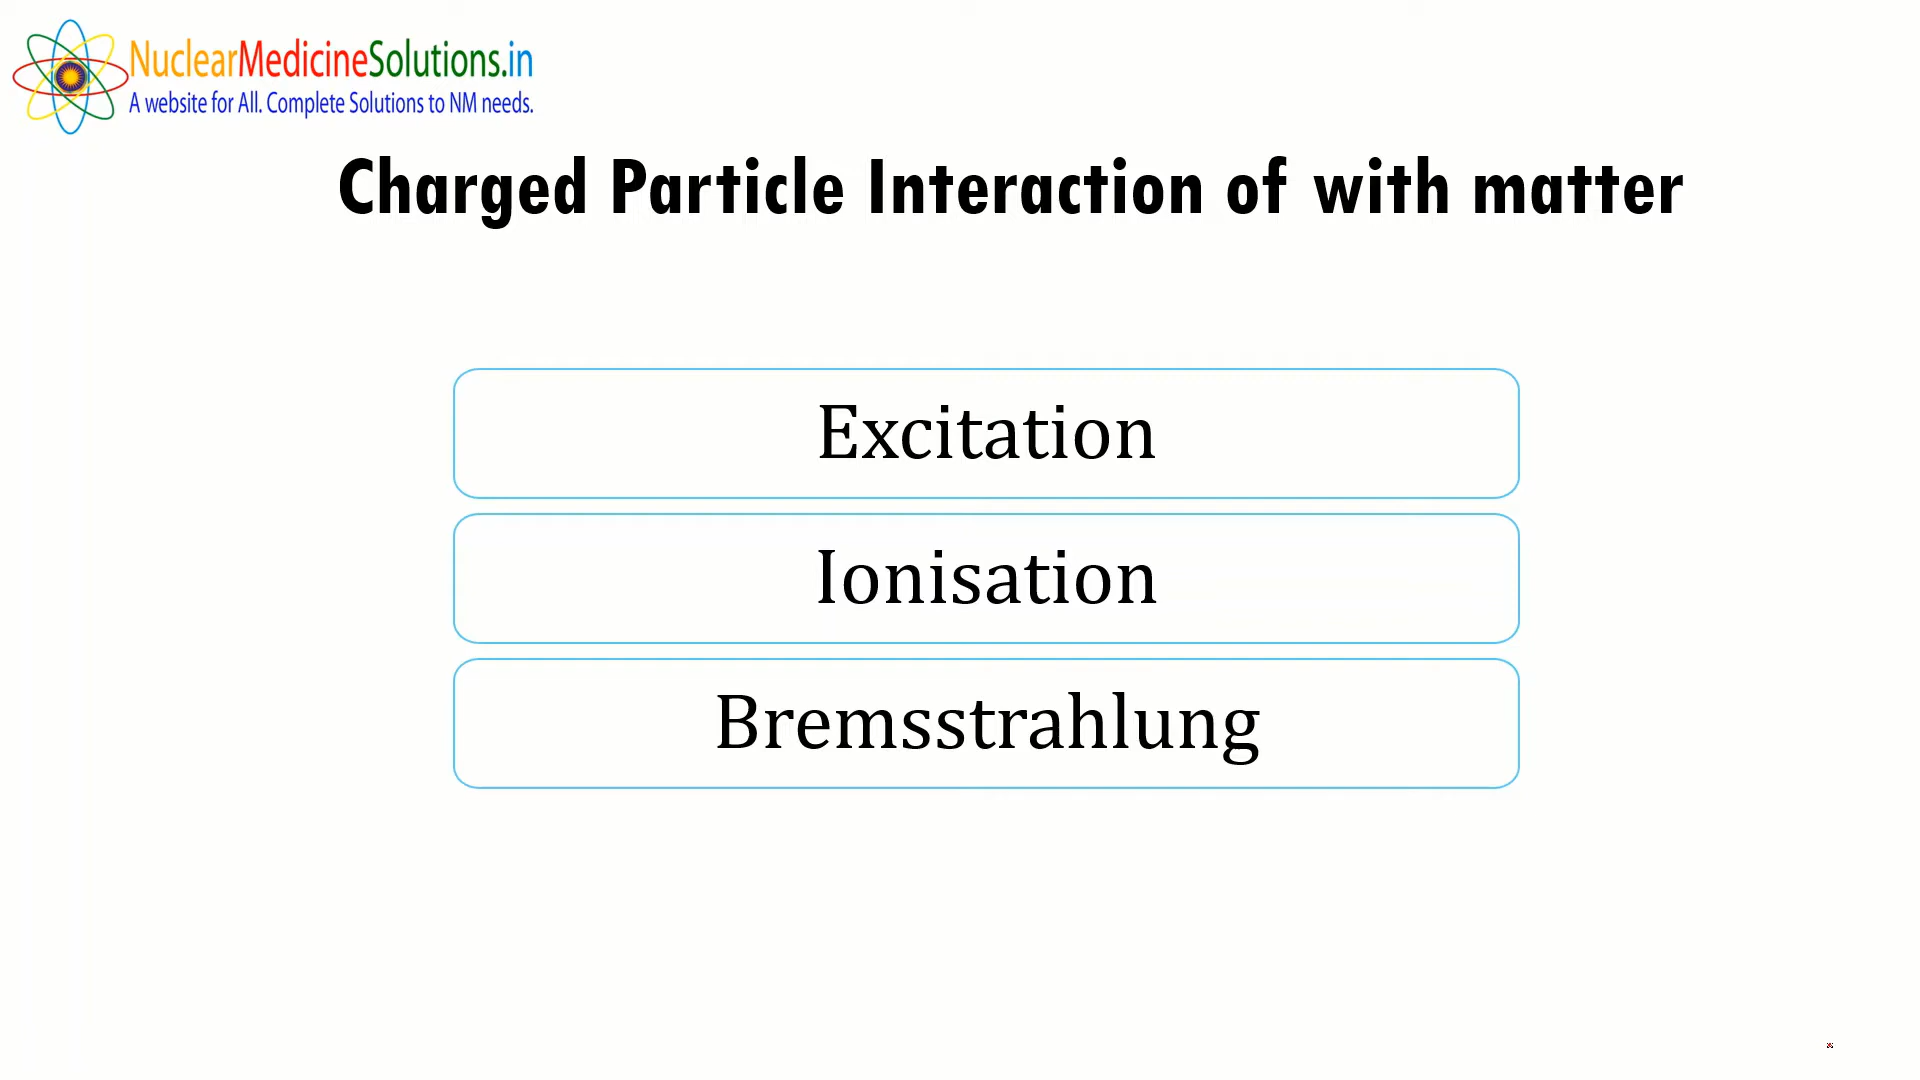 NuclearMedicineSolutions.in
A website for All. Complete Solutions to NM needs.
Charged Particle Interaction of with matter
Excitation
Ionisation
Bremsstrahlung